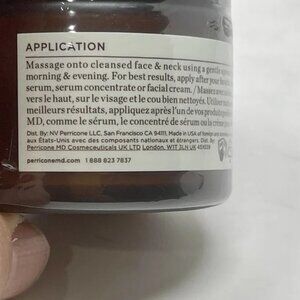 APPLICATION
Massage onto cleansed face & neck using a gentle
morning & evening. For best results, apply after your
serum, serum concentrate or facial cream. / Massez
vers le haut, sur le visage et le cou bien nettoyés. Utilisez
meilleurs résultats, appliquez après l'un de vos produits
MD, comme le sérum, le concentré de sérum ou la crème
Dist. By: NV Perricone LLC, San Francisco CA 94111. Made in USA of foreign and
aux États-Unis avec des composants nationaux et étrangers. Dist. By:
Perricone MD Cosmeceuticals UK LTD London, W1T 3LN UK
perriconemd.com 1 888 823 7837